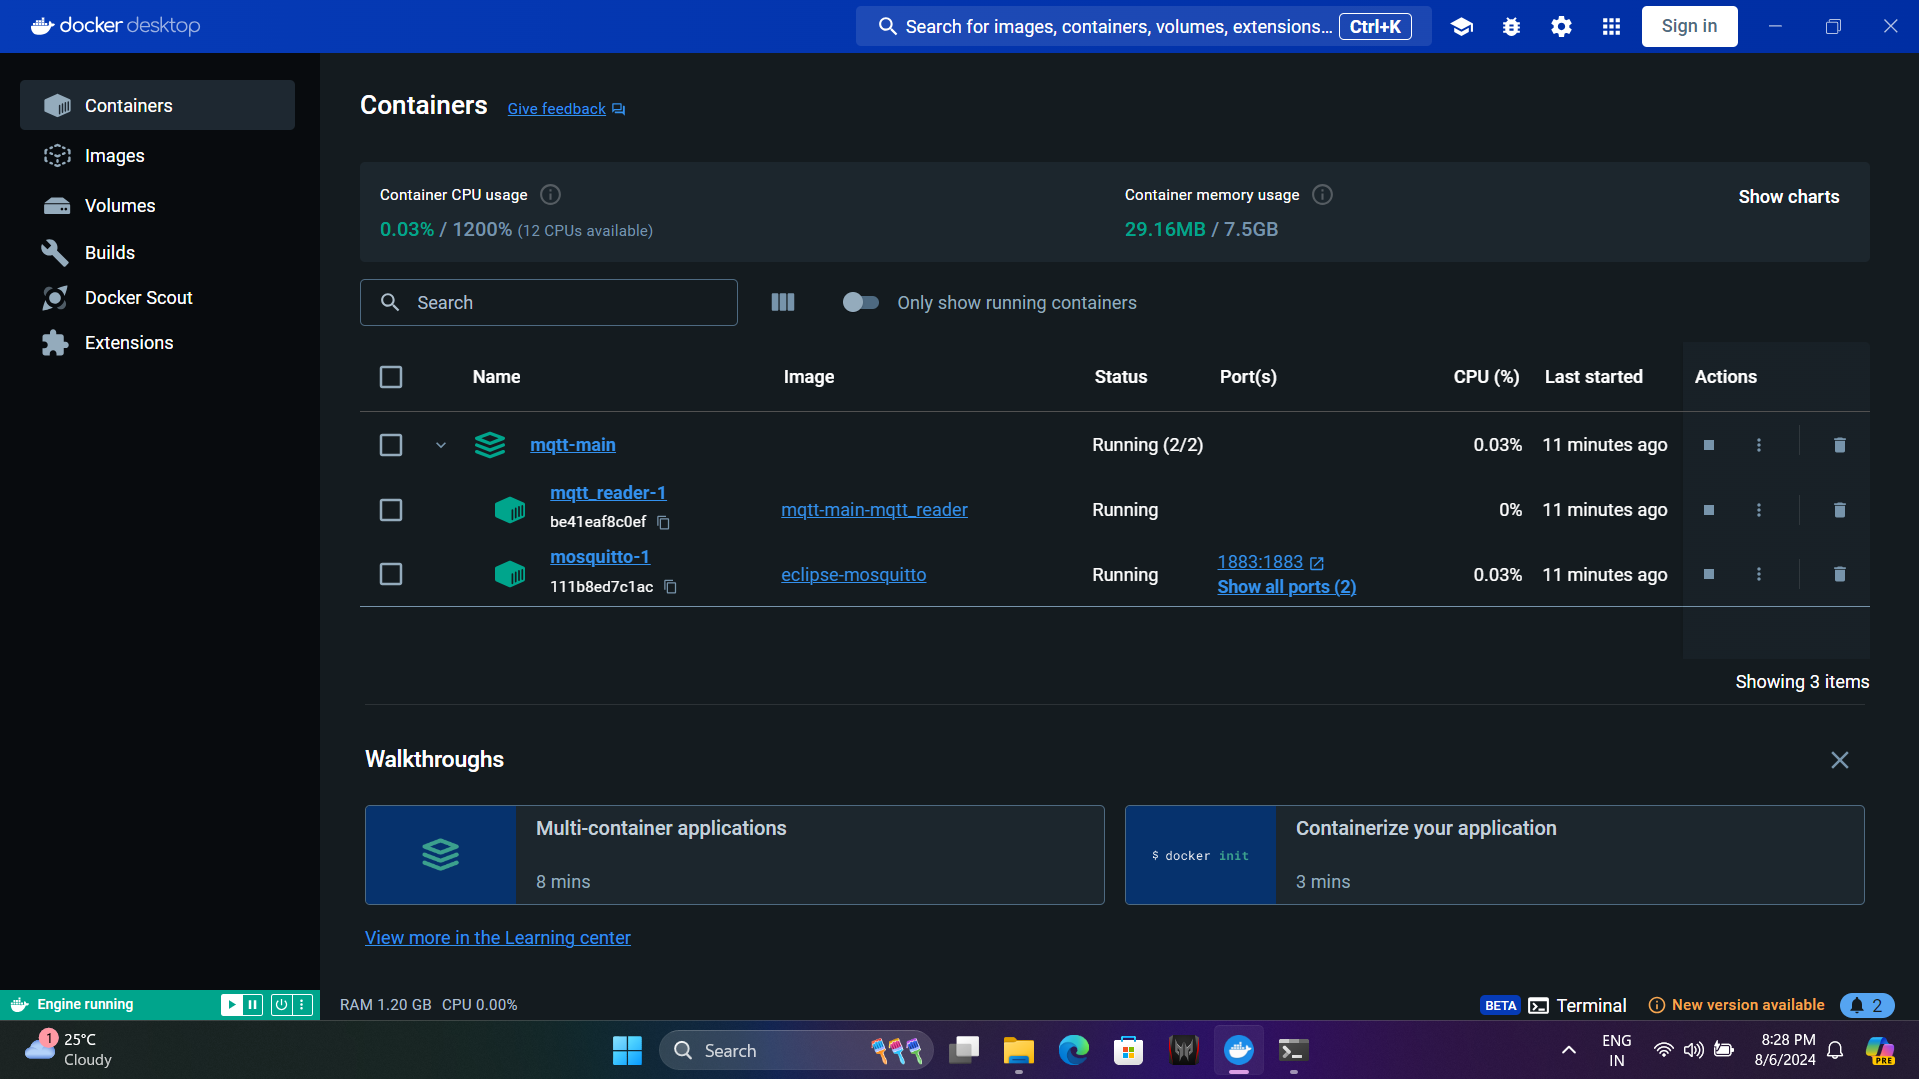 docker desktop
Search for images, containers, volumes, extensions... Ctrl+K
Sign in
Containers
Images
Volumes
Builds
Docker Scout
Extensions
Containers Give feedback
Container CPU usage
0.03% / 1200% (12 CPUs available)
Container memory usage
29.16MB / 7.5GB
Show charts
Search
Only show running containers
Name Image Status Port(s) CPU (%) Last started Actions
mqtt-main Running (2/2) 0.03% 11 minutes ago
mqtt_reader-1
be41eaf8c0ef
mqtt-main-mqtt_reader Running 0% 11 minutes ago
mosquitto-1
111b8ed7c1ac
eclipse-mosquitto Running
1883:1883
Show all ports (2)
0.03% 11 minutes ago
Showing 3 items
Walkthroughs
Multi-container applications
8 mins
$ docker init
Containerize your application
3 mins
View more in the Learning center
Engine running
RAM 1.20 GB CPU 0.00%
BETA Terminal
New version available
2
1
25°C
Cloudy
Search
PRE
ENG
IN
8:28 PM
8/6/2024